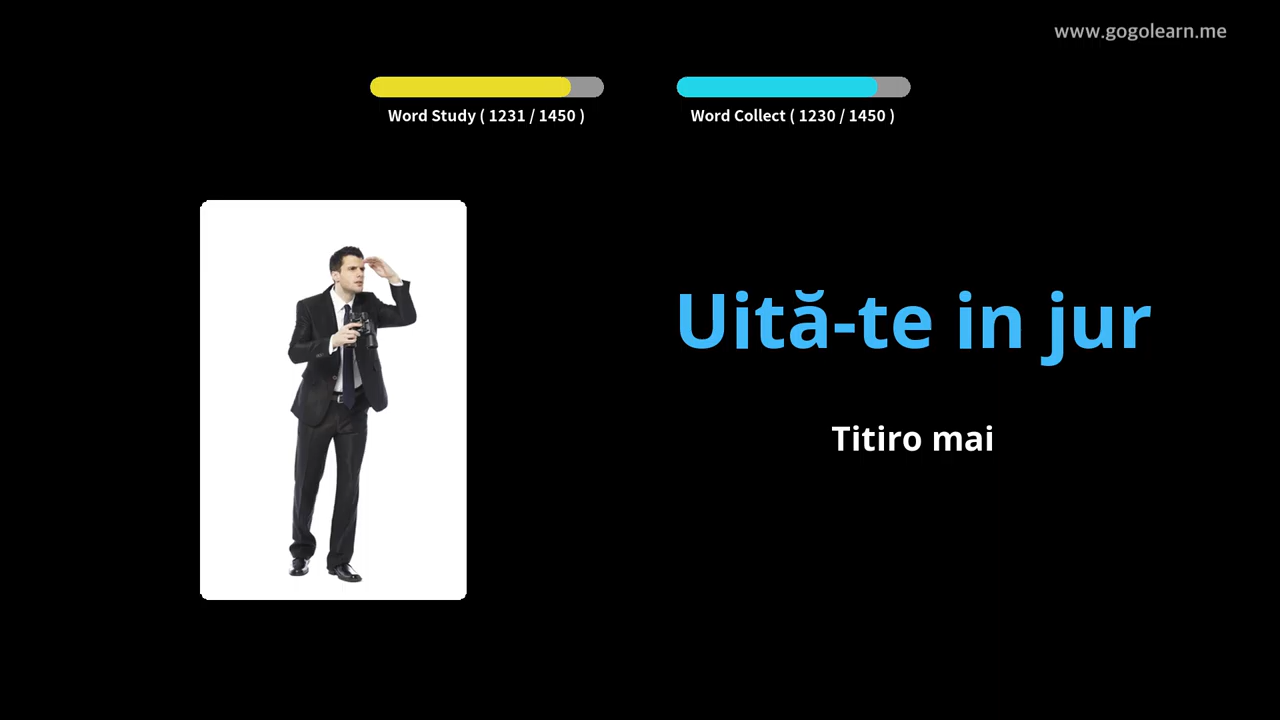 www.gogolearn.me
Word Study ( 1231 / 1450 )
Word Collect ( 1230 / 1450 )
Uită-te in jur
Titiro mai